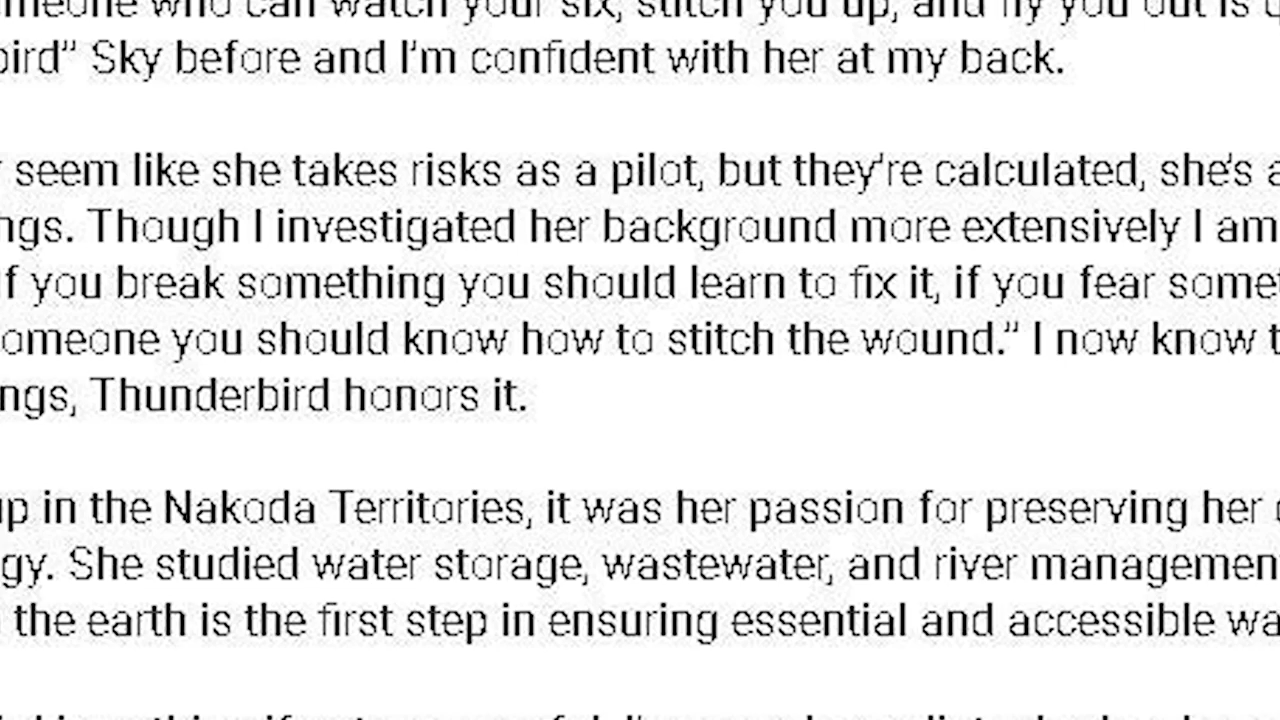 who can watch your six, stitch you up, and fly you out is
bird” Sky before and I’m confident with her at my back.
seem like she takes risks as a pilot, but they’re calculated, she’s a
ngs. Though I investigated her background more extensively I am
f you break something you should learn to fix it, if you fear somet
omeone you should know how to stitch the wound.” I now know t
ngs, Thunderbird honors it.
up in the Nakoda Territories, it was her passion for preserving her
gy. She studied water storage, wastewater, and river managemen
the earth is the first step in ensuring essential and accessible wa